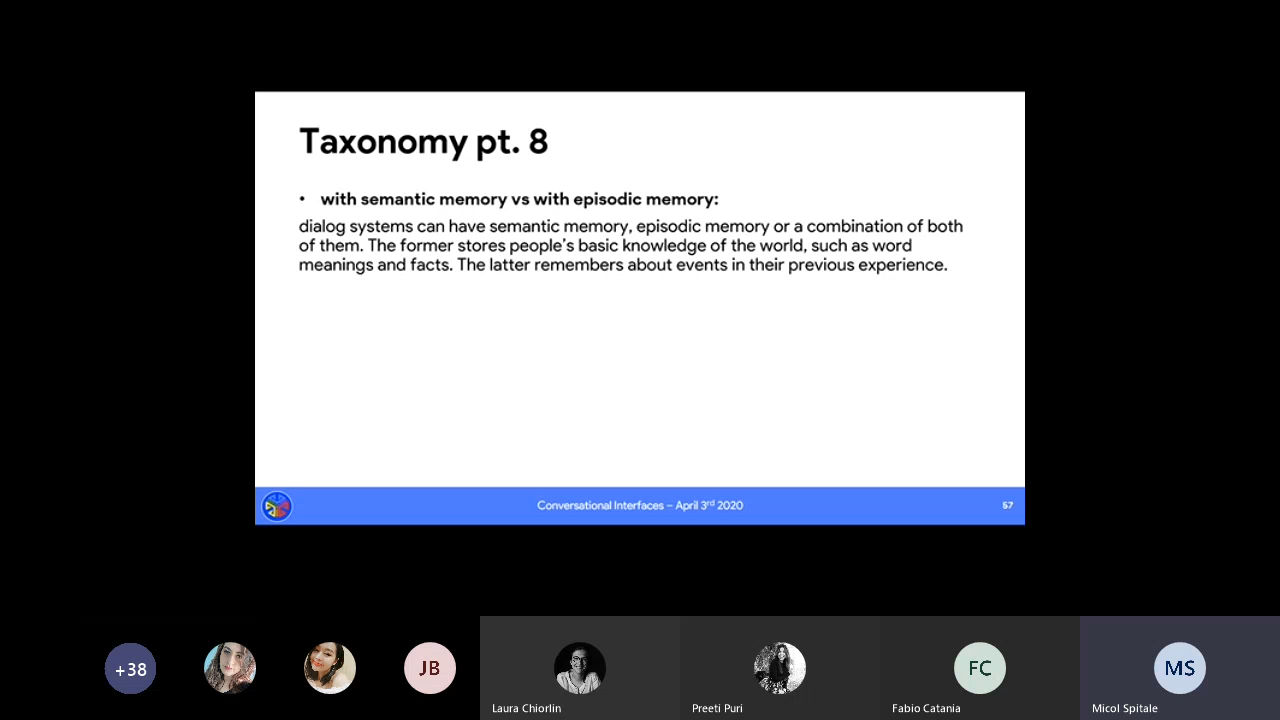 Taxonomy pt. 8
• with semantic memory vs with episodic memory:
dialog systems can have semantic memory, episodic memory or a combination of both
of them. The former stores people’s basic knowledge of the world, such as word
meanings and facts. The latter remembers about events in their previous experience.
Conversational Interfaces – April 3rd 2020
57
+38
JB
FC
MS
Laura Chiorlin
Preeti Puri
Fabio Catania
Micol Spitale